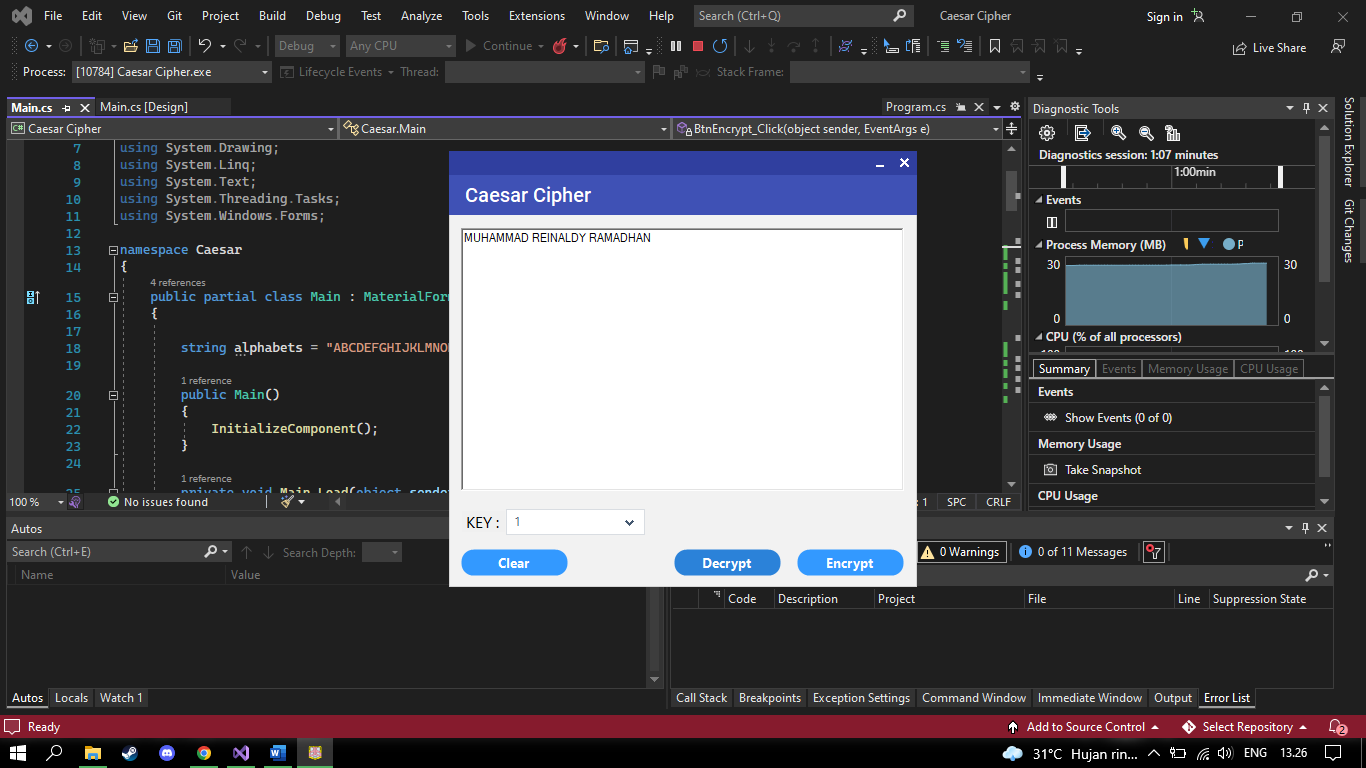 File Edit View Git Project Build Debug Test Analyze Tools Extensions Window Help Search (Ctrl+Q) Caesar Cipher Sign in
Debug Any CPU Continue Live Share
Process: [10784] Caesar Cipher.exe Lifecycle Events Thread: Stack Frame:
Main.cs Main.cs [Design] Program.cs
Caesar Cipher Caesar.Main BtnEncrypt_Click(object sender, EventArgs e)
7 using System.Drawing;
8 using System.Linq;
9 using System.Text;
10 using System.Threading.Tasks;
11 using System.Windows.Forms;
12
13 namespace Caesar
14 {
4 references
15 public partial class Main : MaterialForm
16 {
17
18 string alphabets = "ABCDEFGHIJKLMNO
19
1 reference
20 public Main()
21 {
22 InitializeComponent();
23 }
24
1 reference
25 private void Main_Load(object sender
100 % No issues found : 1 SPC CRLF
Caesar Cipher
MUHAMMAD REINALDY RAMADHAN
KEY : 1
Clear Decrypt Encrypt
Diagnostic Tools
Diagnostics session: 1:07 minutes
1:00min
Events
Process Memory (MB) P
30 30
0 0
CPU (% of all processors)
100 100
Summary Events Memory Usage CPU Usage
Events
Show Events (0 of 0)
Memory Usage
Take Snapshot
CPU Usage
Solution Explorer
Git Changes
Autos
Search (Ctrl+E) Search Depth:
Name Value
0 Warnings 0 of 11 Messages
Code Description Project File Line Suppression State
Autos Locals Watch 1
Call Stack Breakpoints Exception Settings Command Window Immediate Window Output Error List
Ready Add to Source Control Select Repository 2
31°C Hujan rin... ENG 13.26